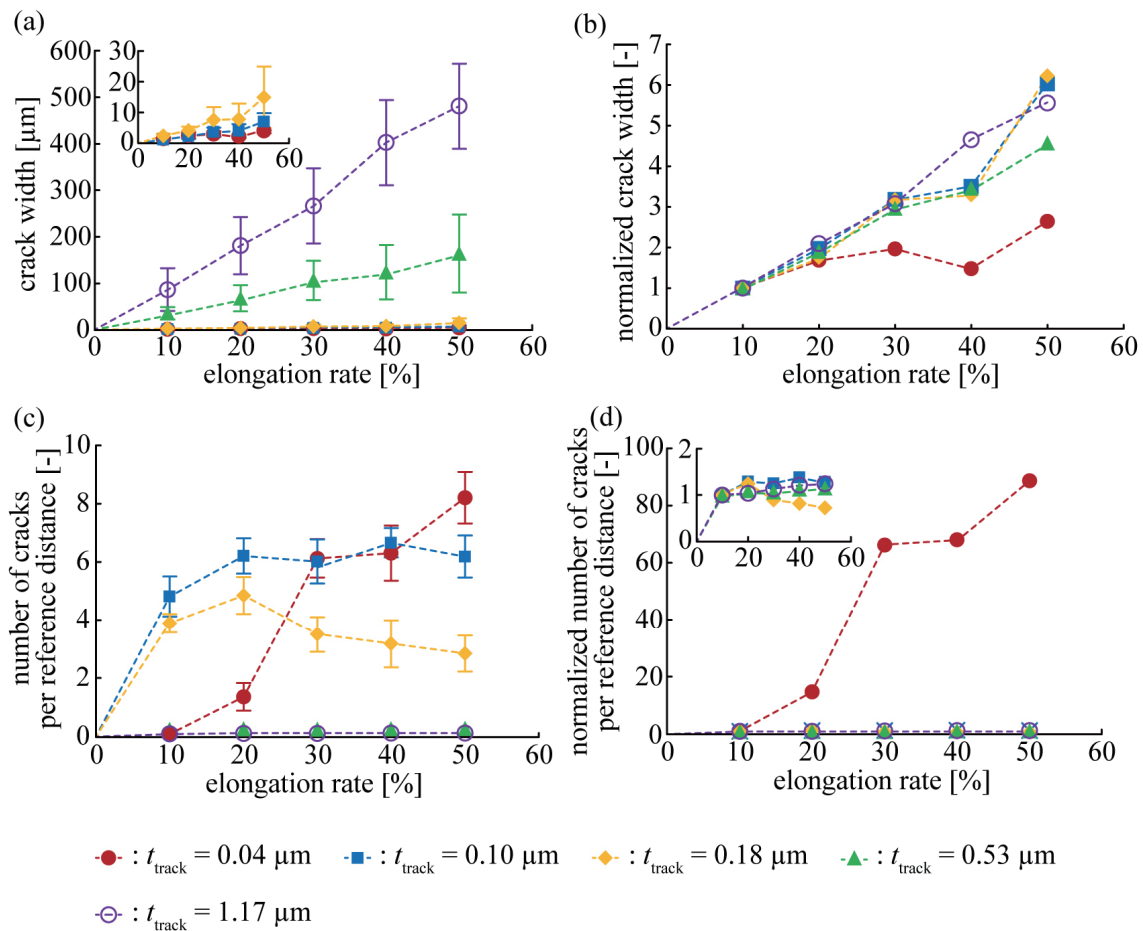 (a)
crack width [µm]
600
500
400
300
200
100
0
0 10 20 30 40 50 60
elongation rate [%]
30
20
10
0
0 20 40 60
(b)
normalized crack width [-]
7
6
5
4
3
2
1
0
0 10 20 30 40 50 60
elongation rate [%]
(c)
number of cracks
per reference distance [-]
10
8
6
4
2
0
0 10 20 30 40 50 60
elongation rate [%]
(d)
normalized number of cracks
per reference distance [-]
100
80
60
40
20
0
0 10 20 30 40 50 60
elongation rate [%]
2
1
0
0 20 40 60
: t track = 0.04 µm
: t track = 0.10 µm
: t track = 0.18 µm
: t track = 0.53 µm
: t track = 1.17 µm